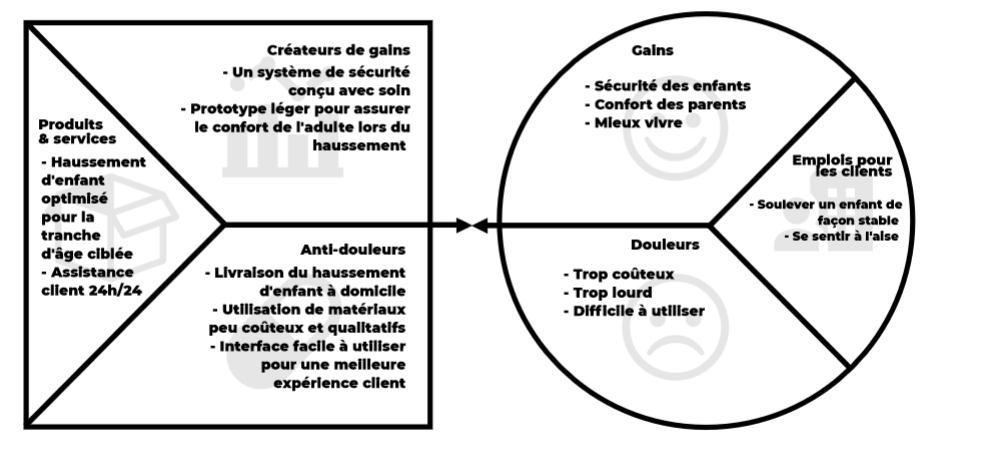 Créateurs de gains
- Un système de sécurité
conçu avec soin
- Prototype léger pour assurer
le confort de l'adulte lors du
haussement
Produits
& services
- Haussement
d'enfant
optimisé
pour la
tranche
d'âge ciblée
- Assistance
client 24h/24
Anti-douleurs
- Livraison du haussement
d'enfant à domicile
- Utilisation de matériaux
peu coûteux et qualitatifs
- Interface facile à utiliser
pour une meilleure
expérience client
Gains
- Sécurité des enfants
- Confort des parents
- Mieux vivre
Emplois pour
les clients
- Soulever un enfant de
façon stable
- Se sentir à l'aise
Douleurs
- Trop coûteux
- Trop lourd
- Difficile à utiliser